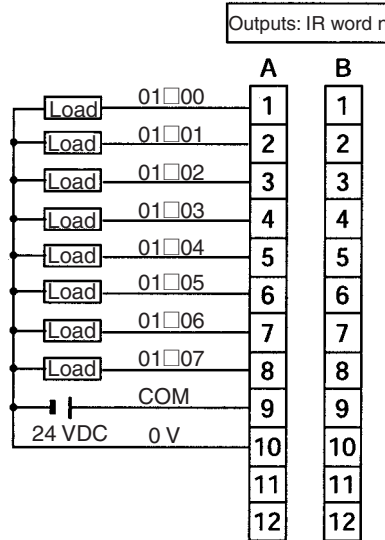 Outputs: IR word n
A B
Load 01□00 1 1
Load 01□01 2 2
Load 01□02 3 3
Load 01□03 4 4
Load 01□04 5 5
Load 01□05 6 6
Load 01□06 7 7
Load 01□07 8 8
COM 9 9
24 VDC 0 V 10 10
11 11
12 12